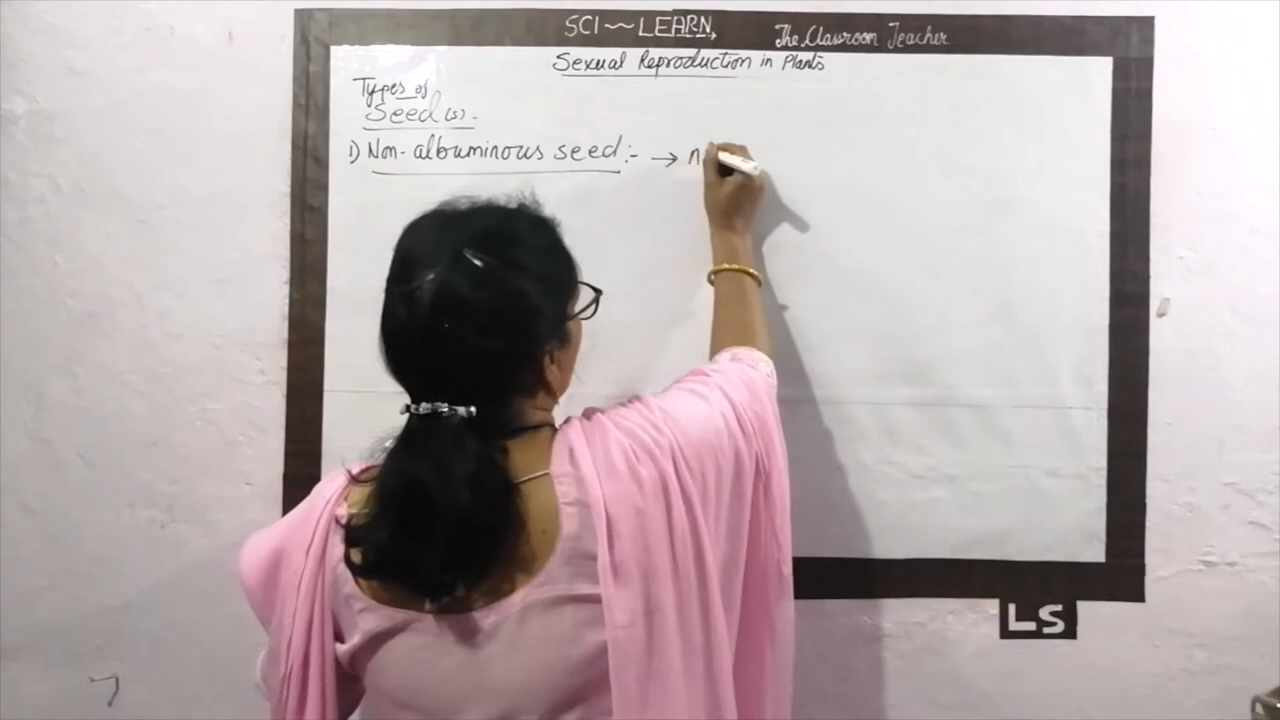 SCI~~LEARN
The Classroom Teacher
Sexual Reproduction in Plants
Types of
Seed(s).
1) Non-albuminous seed:- → n
LS